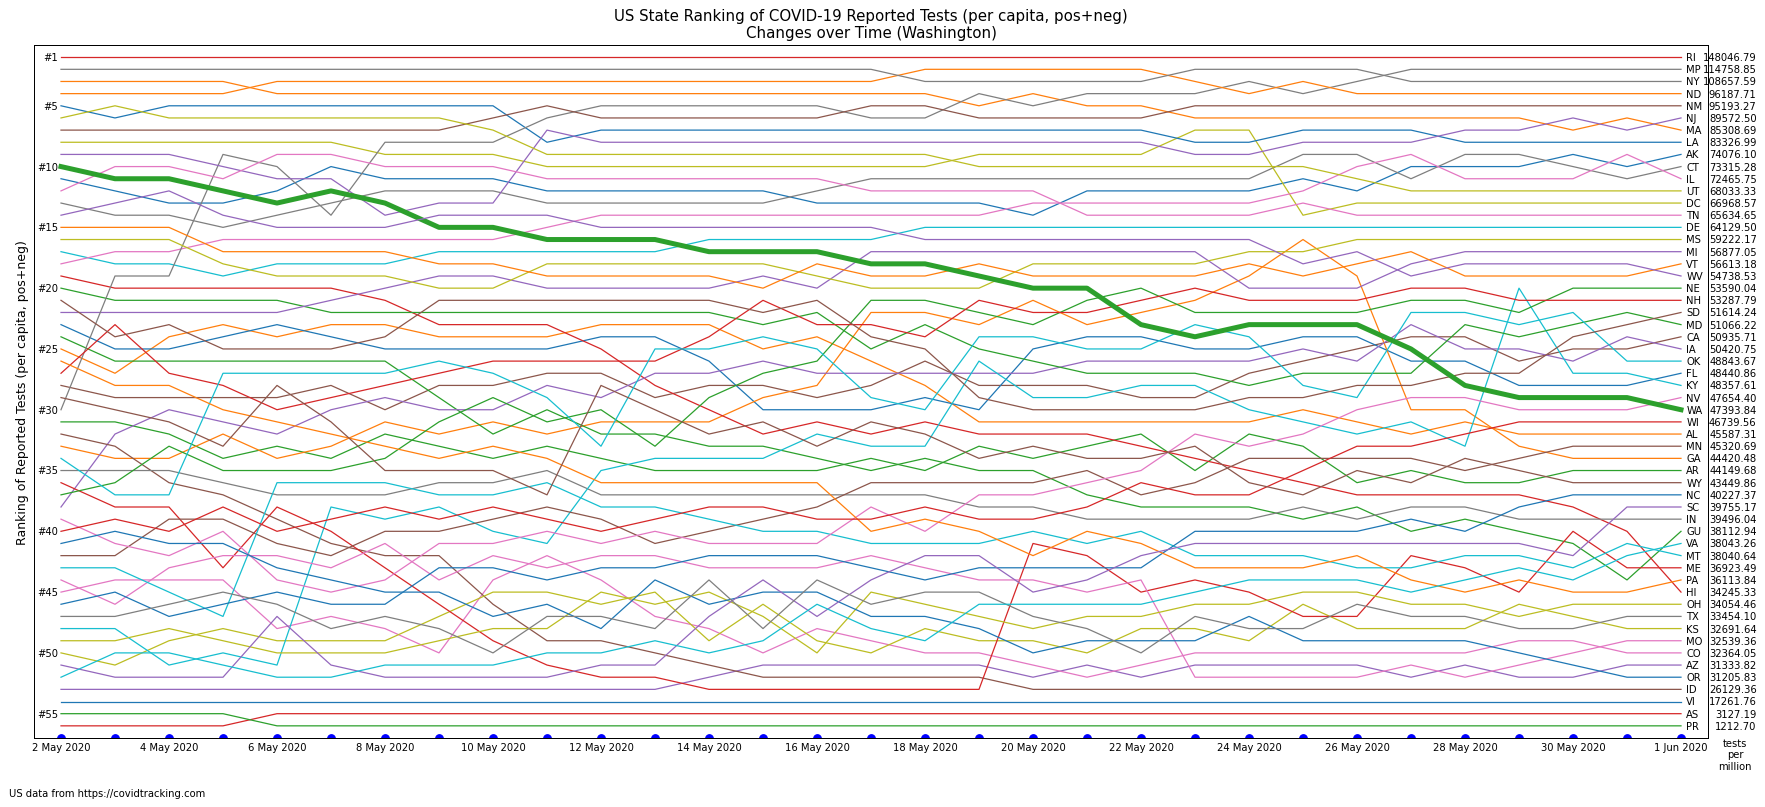 US State Ranking of COVID-19 Reported Tests (per capita, pos+neg)
Changes over Time (Washington)
Ranking of Reported Tests (per capita, pos+neg)
#1
#5
#10
#15
#20
#25
#30
#35
#40
#45
#50
#55
RI 148046.79
MP 114758.85
NY 108657.59
ND 96187.71
NM 95193.27
NJ 89572.50
MA 85308.69
LA 83326.99
AK 74076.10
CT 73315.28
IL 72465.75
UT 68033.33
DC 66968.57
TN 65634.65
DE 64129.50
MS 59222.17
MI 56877.05
VT 56613.18
WV 54738.53
NE 53590.04
NH 53287.79
SD 51614.24
MD 51066.22
CA 50935.71
IA 50420.75
OK 48843.67
FL 48440.86
KY 48357.61
NV 47654.40
WA 47393.84
WI 46739.56
AL 45587.31
MN 45320.69
GA 44420.48
AR 44149.68
WY 43449.86
NC 40227.37
SC 39755.17
IN 39496.04
GU 38112.94
VA 38043.26
MT 38040.64
ME 36923.49
PA 36113.84
HI 34245.33
OH 34054.46
TX 33454.10
KS 32691.64
MO 32539.36
CO 32364.05
AZ 31333.82
OR 31205.83
ID 26129.36
VI 17261.76
AS 3127.19
PR 1212.70
2 May 2020
4 May 2020
6 May 2020
8 May 2020
10 May 2020
12 May 2020
14 May 2020
16 May 2020
18 May 2020
20 May 2020
22 May 2020
24 May 2020
26 May 2020
28 May 2020
30 May 2020
1 Jun 2020
tests
per
million
US data from https://covidtracking.com